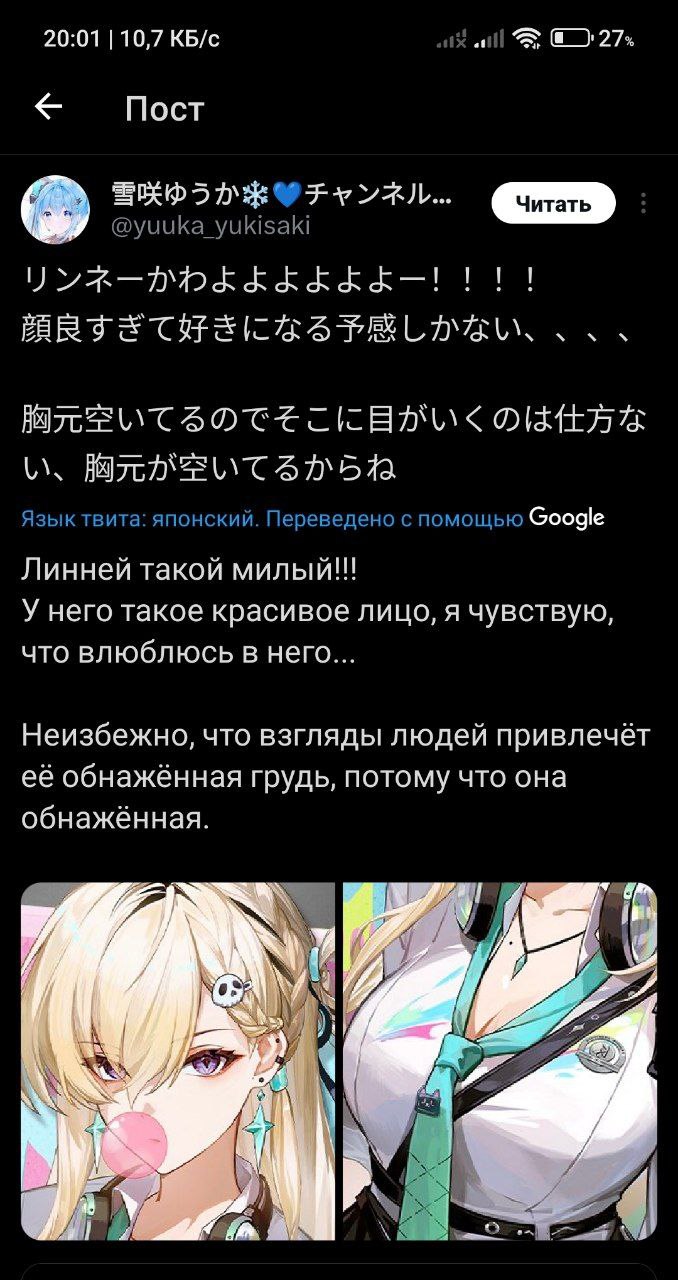 20:01 | 10,7 КБ/с
27%
Пост
雪咲ゆうか❄️💙チャンネル...
@yuuka_yukisaki
Читать
リンネーかわよよよよよよー！！！！
顔良すぎて好きになる予感しかない、、、、
胸元空いてるのでそこに目がいくのは仕方な
い、胸元が空いてるからね
Язык твита: японский. Переведено с помощью Google
Линней такой милый!!!
У него такое красивое лицо, я чувствую,
что влюблюсь в него...
Неизбежно, что взгляды людей привлечёт
её обнажённая грудь, потому что она
обнажённая.